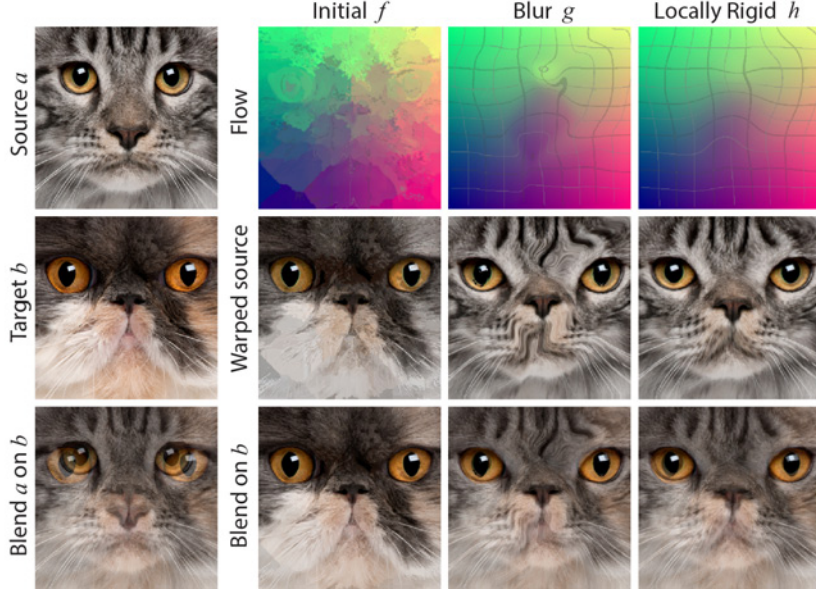 Initial f
Blur g
Locally Rigid h
Source a
Flow
Target b
Warped source
Blend a on b
Blend on b